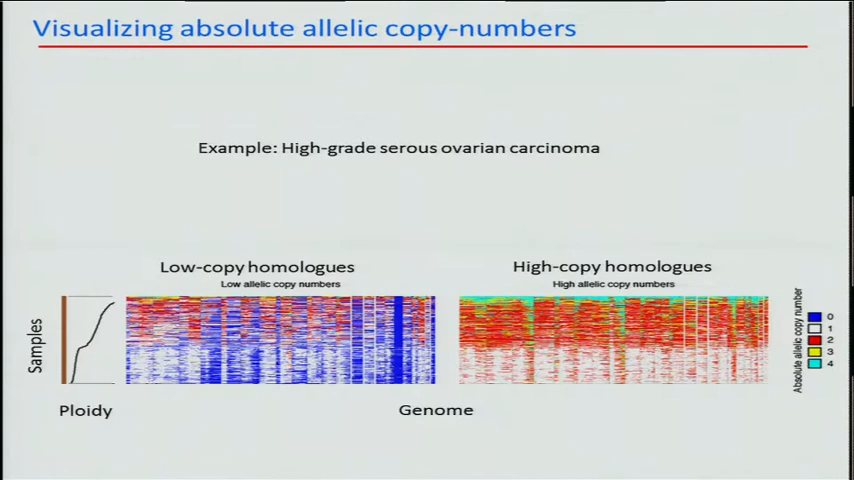 Visualizing absolute allelic copy-numbers
Example: High-grade serous ovarian carcinoma
Low-copy homologues
High-copy homologues
Low allelic copy numbers
High allelic copy numbers
Samples
Absolute allelic copy number
0
1
2
3
4
Ploidy
Genome